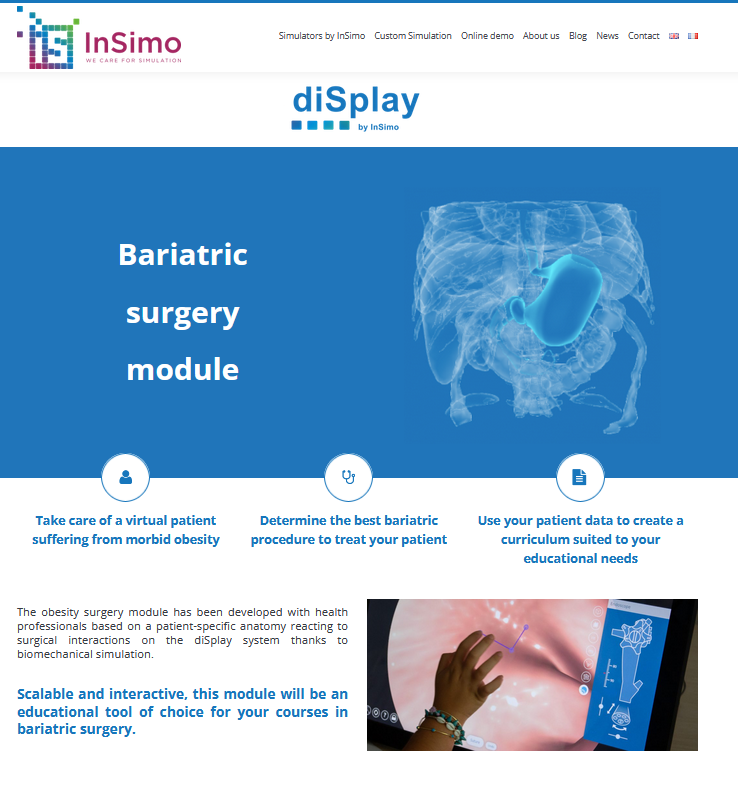 InSimo
WE CARE FOR SIMULATION
Simulators by InSimo Custom Simulation Online demo About us Blog News Contact
diSplay
by InSimo
Bariatric
surgery
module
Take care of a virtual patient
suffering from morbid obesity
Determine the best bariatric
procedure to treat your patient
Use your patient data to create a
curriculum suited to your
educational needs
The obesity surgery module has been developed with health
professionals based on a patient-specific anatomy reacting to
surgical interactions on the diSplay system thanks to
biomechanical simulation.
Scalable and interactive, this module will be an
educational tool of choice for your courses in
bariatric surgery.